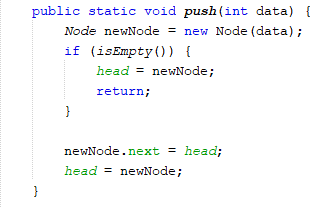 public static void push(int data) {
    Node newNode = new Node(data);
    if (isEmpty()) {
        head = newNode;
        return;
    }

    newNode.next = head;
    head = newNode;
}